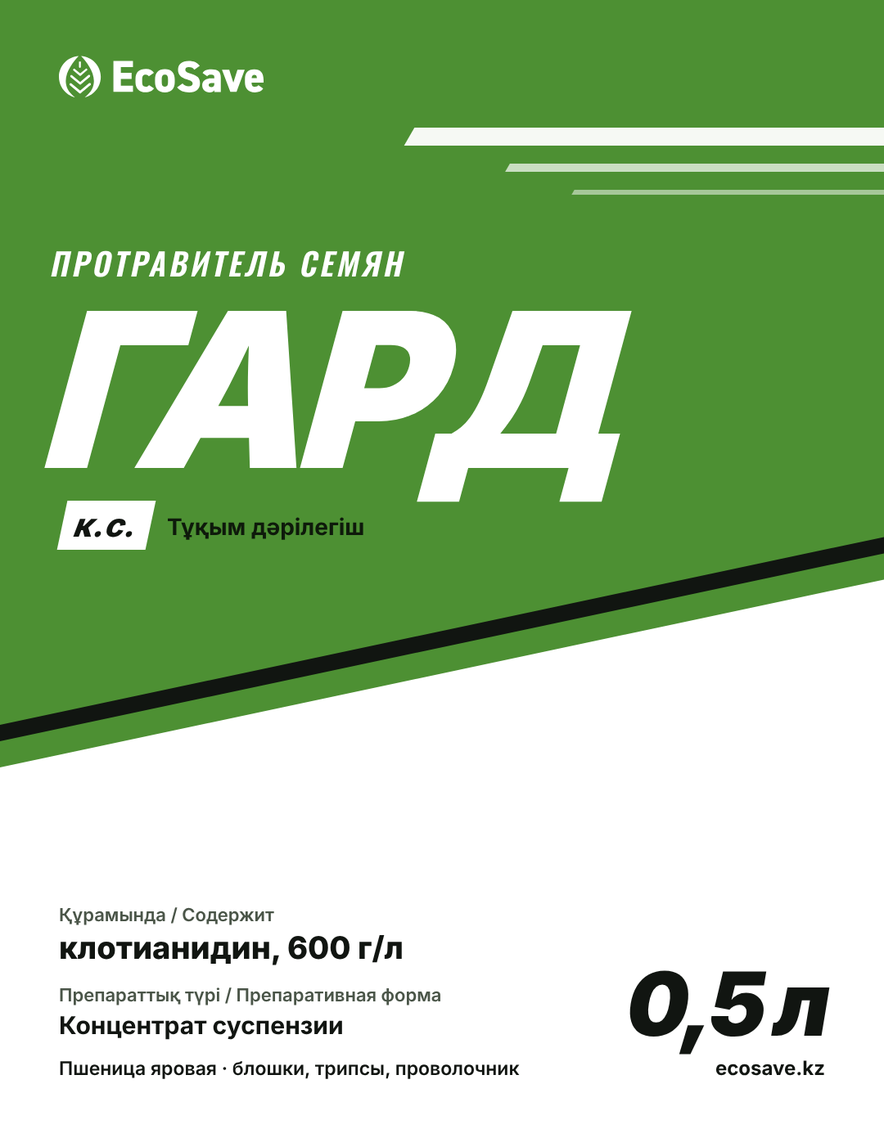 EcoSave
ПРОТРАВИТЕЛЬ СЕМЯН
ГАРД
К.С. Тұқым дәрілегіш
Құрамында / Содержит
клотианидин, 600 г/л
Препараттық түрі / Препаративная форма
Концентрат суспензии
0,5 л
Пшеница яровая · блошки, трипсы, проволочник
ecosave.kz